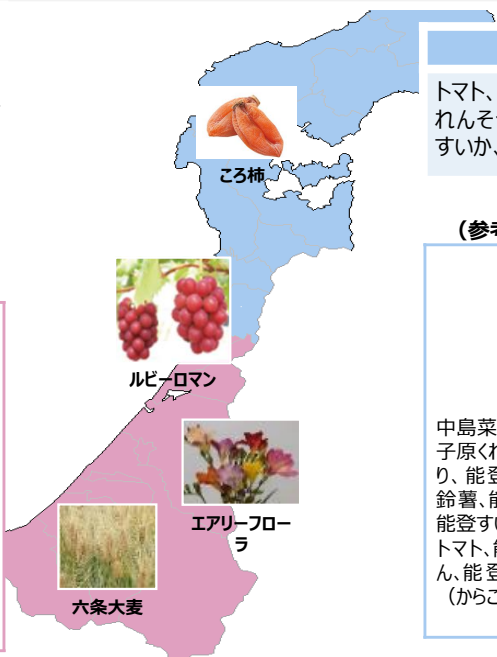 トマト、
れんそ
すいか、
ころ柿
(参
ルビーロマン
中島菜
子原くわ
り、能登
鈴薯、能
能登すい
トマト、能
ん、能登
(からこ
エアリーフロー
ラ
六条大麦